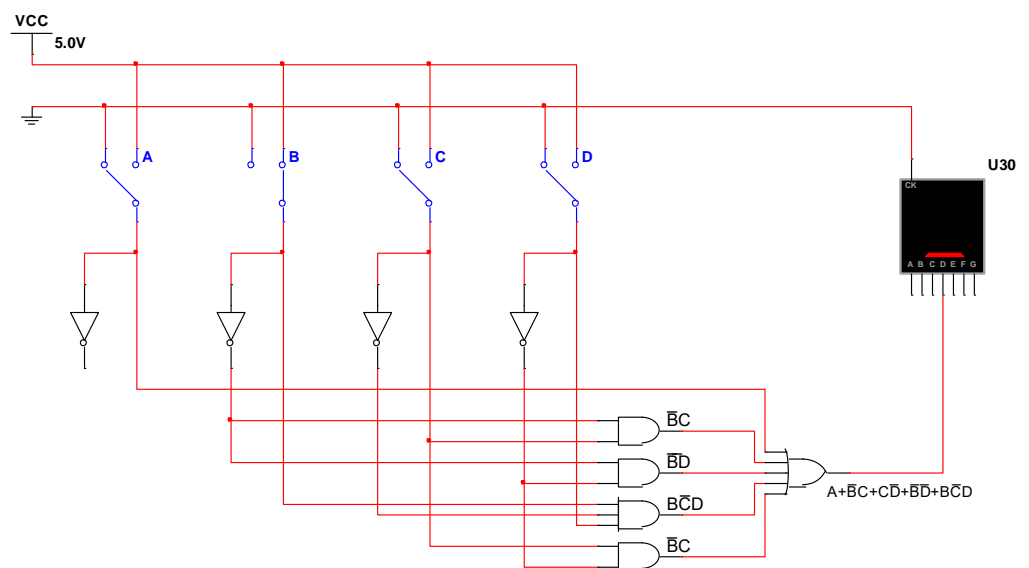 VCC
5.0V
A
B
C
D
U30
CK
A B C D E F G
B̅C
B̅D̅
BC̅D
B̅C
A+B̅C+CD̅+B̅D̅+BC̅D